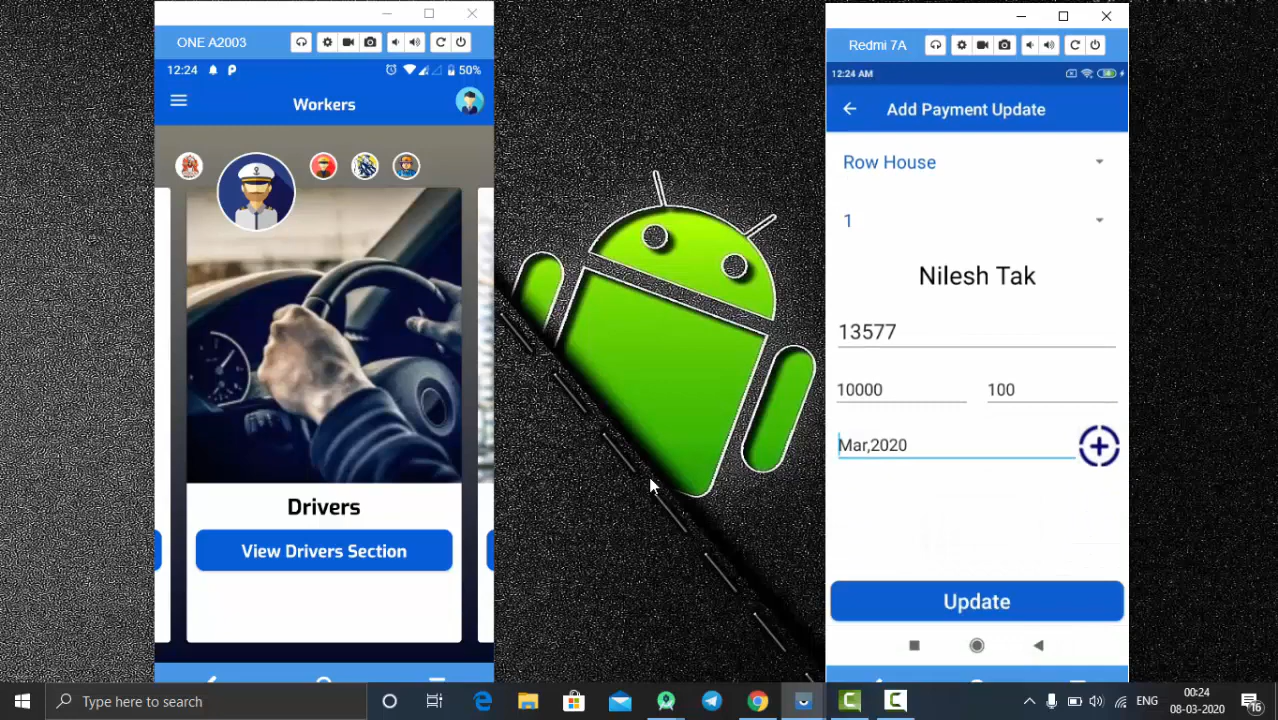 ONE A2003
12:24
50%
Workers
Drivers
View Drivers Section
Redmi 7A
12:24 AM
Add Payment Update
Row House
1
Nilesh Tak
13577
10000
100
Mar,2020
Update
Type here to search
ENG
00:24
08-03-2020
16